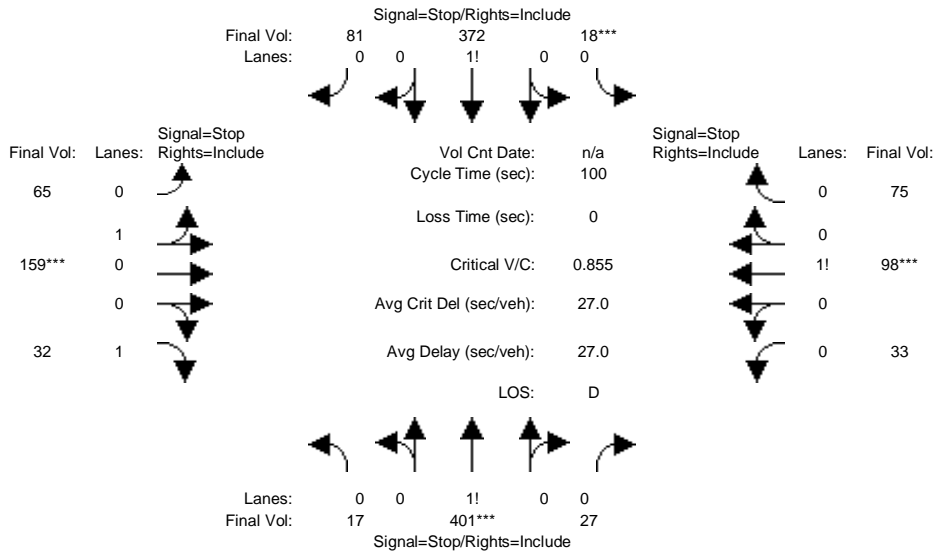 Signal=Stop/Rights=Include
Final Vol: 81 372 18***
Lanes: 0 0 1! 0 0
Signal=Stop Signal=Stop
Final Vol: Lanes: Rights=Include Vol Cnt Date: n/a Rights=Include Lanes: Final Vol:
Cycle Time (sec): 100
65 0 0 75
Loss Time (sec): 0
1 0
159*** 0 Critical V/C: 0.855 1! 98***
0 Avg Crit Del (sec/veh): 27.0 0
32 1 Avg Delay (sec/veh): 27.0 0 33
LOS: D
Lanes: 0 0 1! 0 0
Final Vol: 17 401*** 27
Signal=Stop/Rights=Include